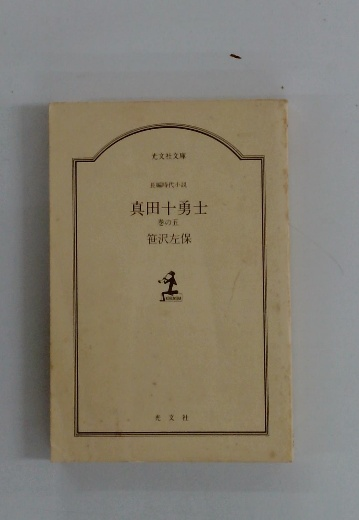 光文社文庫
長編時代小説
真田十勇士
巻の五
笹沢左保
KOBUNSHA
光文社